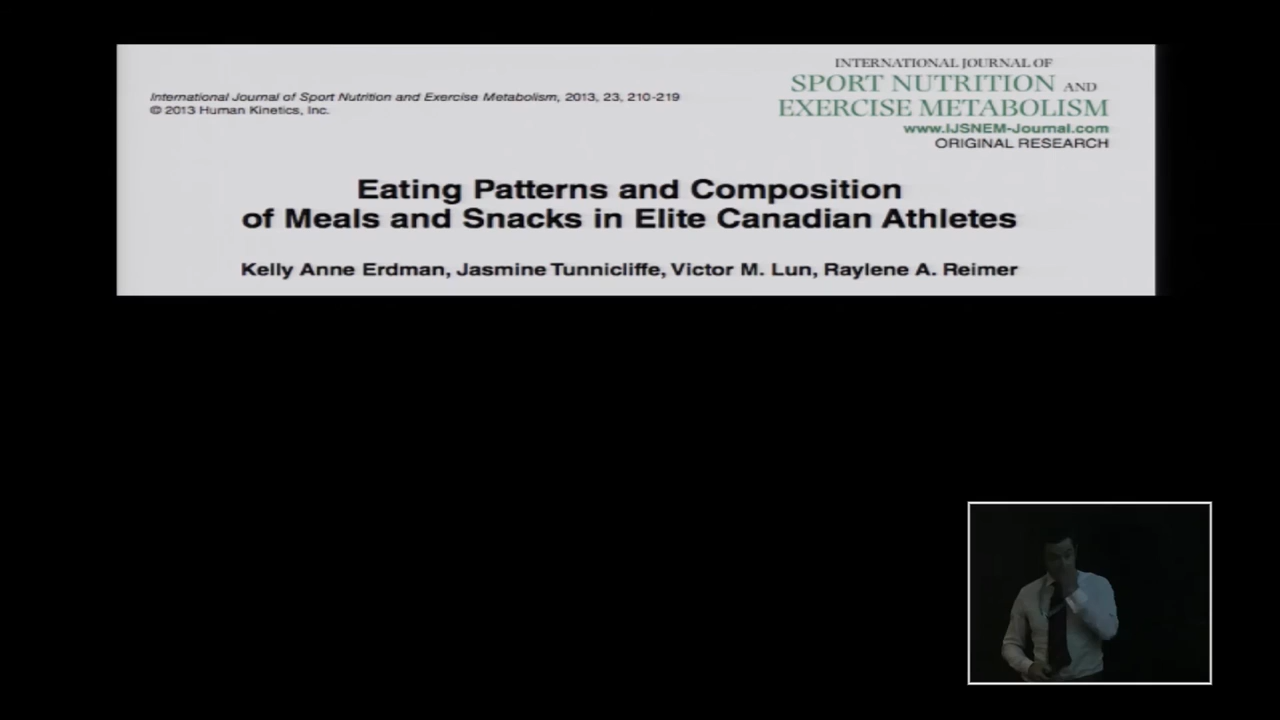 International Journal of Sport Nutrition and Exercise Metabolism, 2013, 23, 210-219
© 2013 Human Kinetics, Inc.
INTERNATIONAL JOURNAL OF
SPORT NUTRITION AND
EXERCISE METABOLISM
www.IJSNEM-Journal.com
ORIGINAL RESEARCH
Eating Patterns and Composition
of Meals and Snacks in Elite Canadian Athletes
Kelly Anne Erdman, Jasmine Tunnicliffe, Victor M. Lun, Raylene A. Reimer